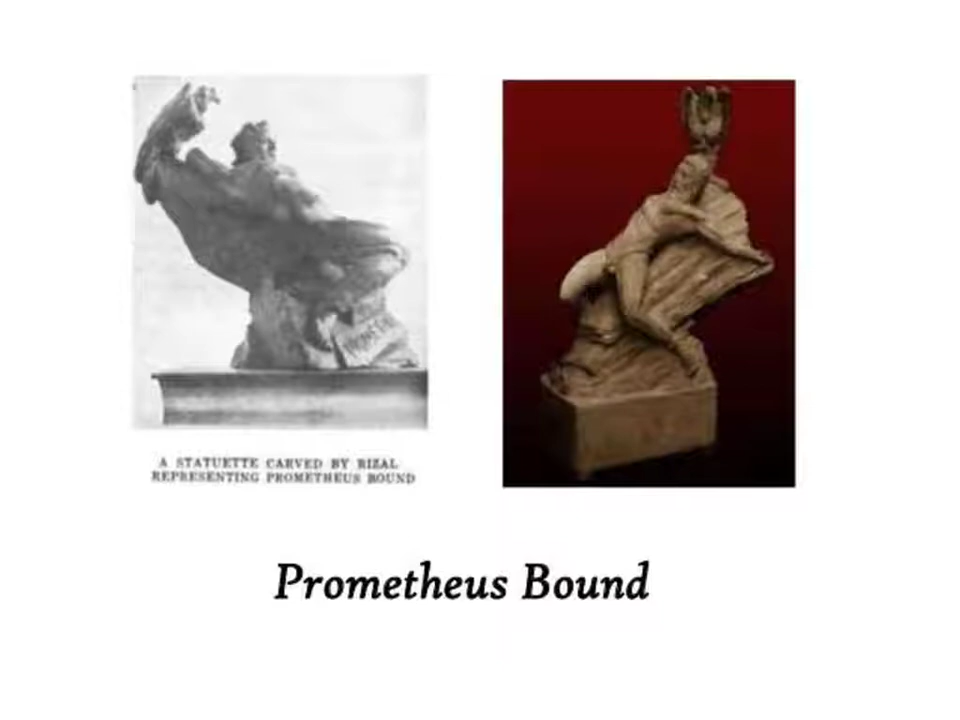 A STATUETTE CARVED BY RIZAL
REPRESENTING PROMETHEUS BOUND
Prometheus Bound